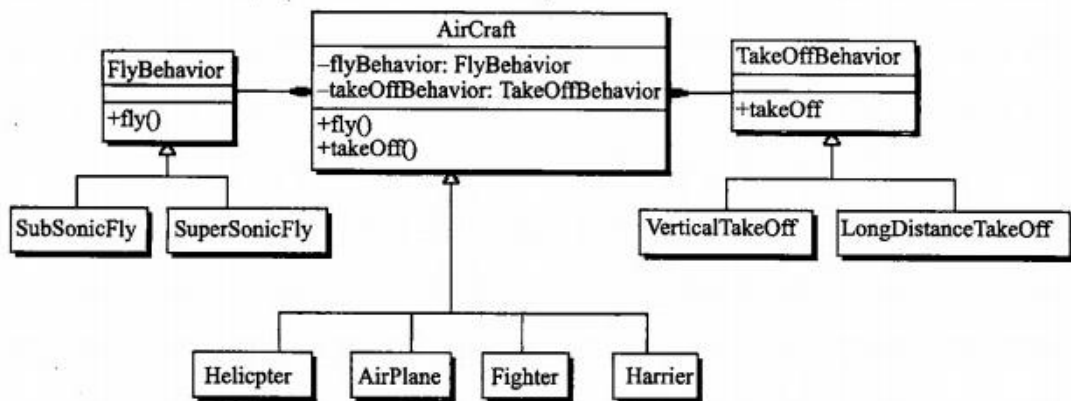 AirCraft
–flyBehavior: FlyBehavior
–takeOffBehavior: TakeOffBehavior
+fly()
+takeOff()
FlyBehavior
+fly()
TakeOffBehavior
+takeOff
SubSonicFly
SuperSonicFly
VerticalTakeOff
LongDistanceTakeOff
Helicpter
AirPlane
Fighter
Harrier